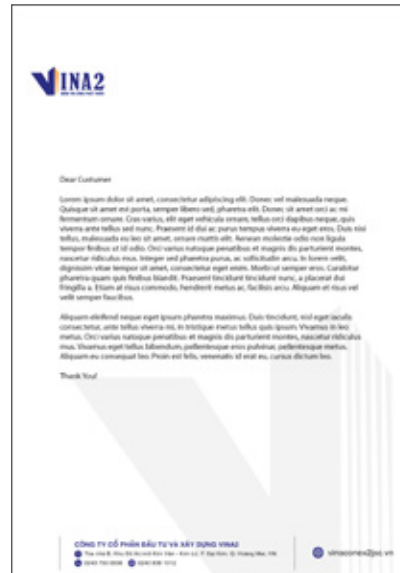 VINA2
Dear Customer
Lorem ipsum dolor sit amet, consectetur adipiscing elit. Donec vel malesuada neque.
Quisque sit amet est porta, semper libero sed, pharetra elit. Donec sit amet orci ac mi
fermentum ornare. Cras varius, elit eget vehicula ornare, tellus orci dapibus neque, quis
viverra ante tellus sed nunc. Praesent id dui ac purus tempus viverra eu eget eros. Duis nisi
tellus, malesuada eu leo sit amet, ornare mattis elit. Aenean molestie odio non ligula
tempor finibus ut id odio. Orci varius natoque penatibus et magnis dis parturient montes,
nascetur ridiculus mus. Integer sed pharetra purus, ac sollicitudin arcu. In lorem velit,
dignissim vitae tempor sit amet, consectetur eget enim. Morbi ut semper eros. Curabitur
pharetra quam quis finibus blandit. Praesent tincidunt tincidunt nunc, a placerat dui
fringilla a. Etiam at risus commodo, hendrerit metus ac, facilisis arcu. Aliquam et risus vel
velit semper faucibus.
Aliquam eleifend neque eget ipsum pharetra maximus. Duis tincidunt, nisl eget iaculis
consectetur, ante tellus viverra mi, in tristique metus tellus quis ipsum. Vivamus in leo
metus. Orci varius natoque penatibus et magnis dis parturient montes, nascetur ridiculus
mus. Vivamus eget tellus bibendum, pellentesque eros pulvinar, pellentesque metus.
Aliquam eu consequat leo. Proin est felis, venenatis id erat eu, cursus dictum leo.
Thank You!
CÔNG TY CỔ PHẦN ĐẦU TƯ VÀ XÂY DỰNG VINA2
vinaconex2jsc.vn